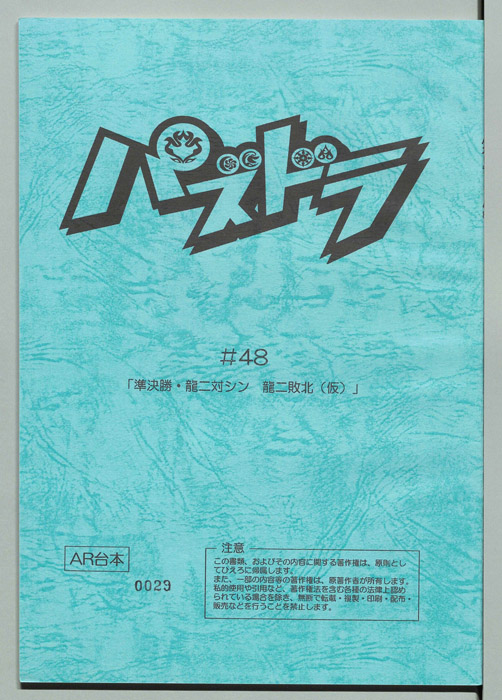 パズドラ
#48
「準決勝・龍二対シン　龍二敗北（仮）」
AR台本
0029
注意
この書類、およびその内容に関する著作権は、原則とし
てぴえろに帰属します。
また、一部の内容等の著作権は、原著作者が所有します。
私的使用や引用など、著作権法を含む各種の法律上認め
られている場合を除き、無断で転載・複製・印刷・配布・
販売などを行うことを禁止します。